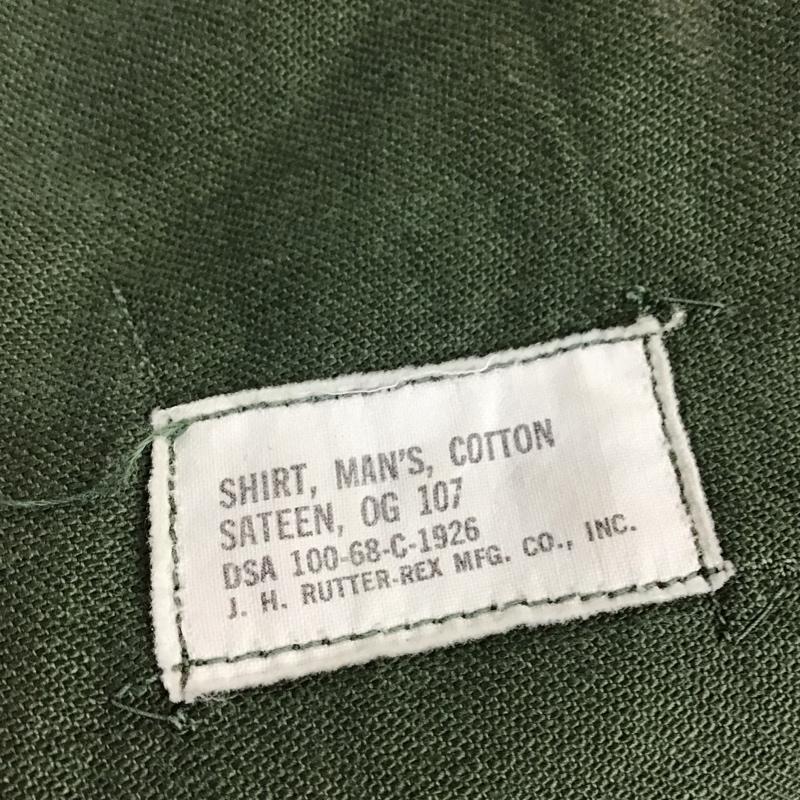 SHIRT, MAN'S, COTTON
SATEEN, OG 107
DSA 100-68-C-1926
J. H. RUTTER-REX MFG. CO., INC.